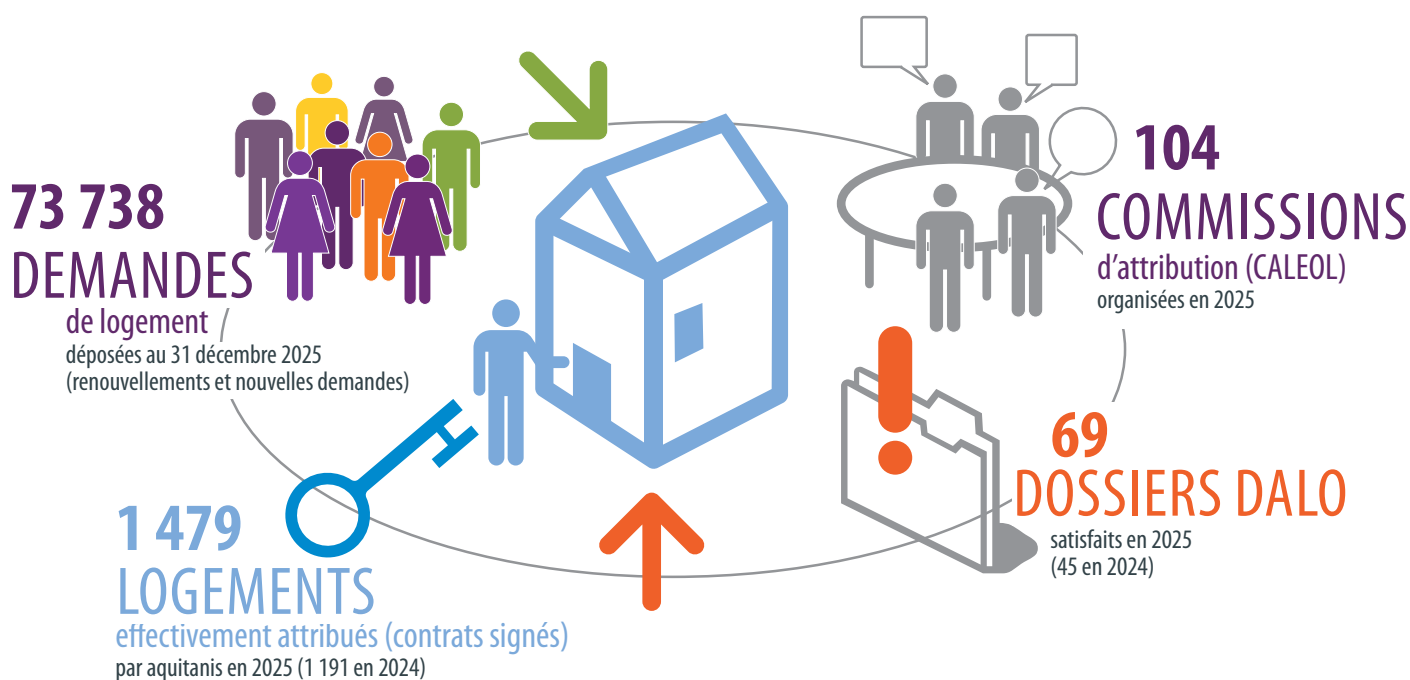 73 738
DEMANDES
de logement
déposées au 31 décembre 2025
(renouvellements et nouvelles demandes)
104
COMMISSIONS
d'attribution (CALEOL)
organisées en 2025
69
DOSSIERS DALO
satisfaits en 2025
(45 en 2024)
1 479
LOGEMENTS
effectivement attribués (contrats signés)
par aquitanis en 2025 (1 191 en 2024)